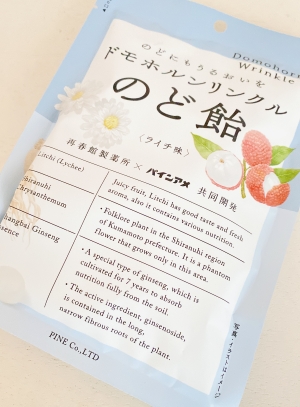 のどにもうるおいを
Domohorn
Wrinkle
ドモホルンリンクル
のど飴
〈ライチ味〉
再春館製薬所×パインアメ 共同開発
Litchi (Lychee)
Juicy fruit, Litchi has good taste and fresh
aroma, also it contains various nutrition.
Shiranuhi
Chrysanthemum
・Folklore plant in the Shiranuhi region
of Kumamoto prefecture. It is a phantom
flower that grows only in this area.
Changbai Ginseng
essence
・A special type of ginseng, which is
cultivated for 7 years to absorb
nutrition fully from the soil.
・The active ingredient, ginsenoside,
is contained in the long,
narrow fibrous roots of the plant.
PINE Co.,LTD
写真・イラストはイメージ